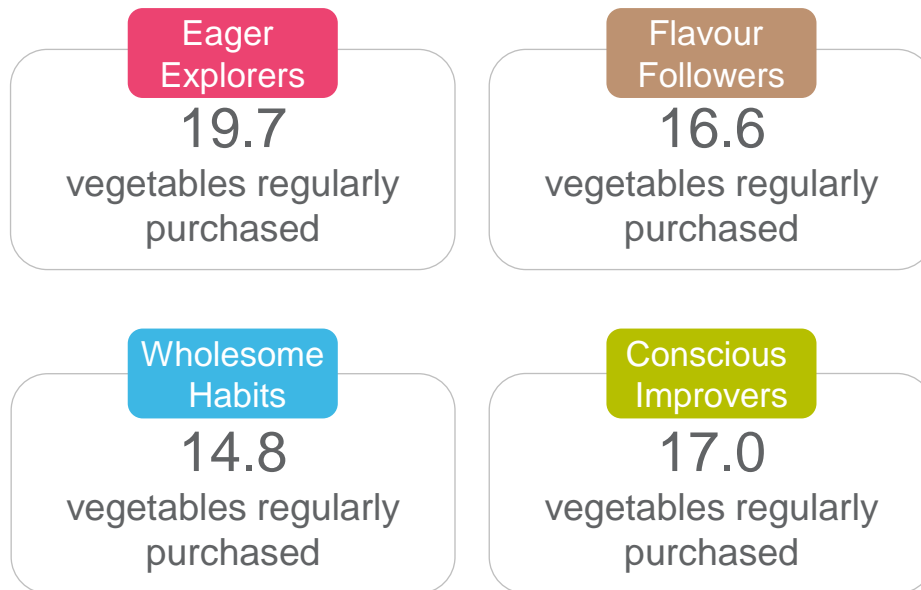 Eager
Explorers
19.7
vegetables regularly
purchased
Flavour
Followers
16.6
vegetables regularly
purchased
Wholesome
Habits
14.8
vegetables regularly
purchased
Conscious
Improvers
17.0
vegetables regularly
purchased